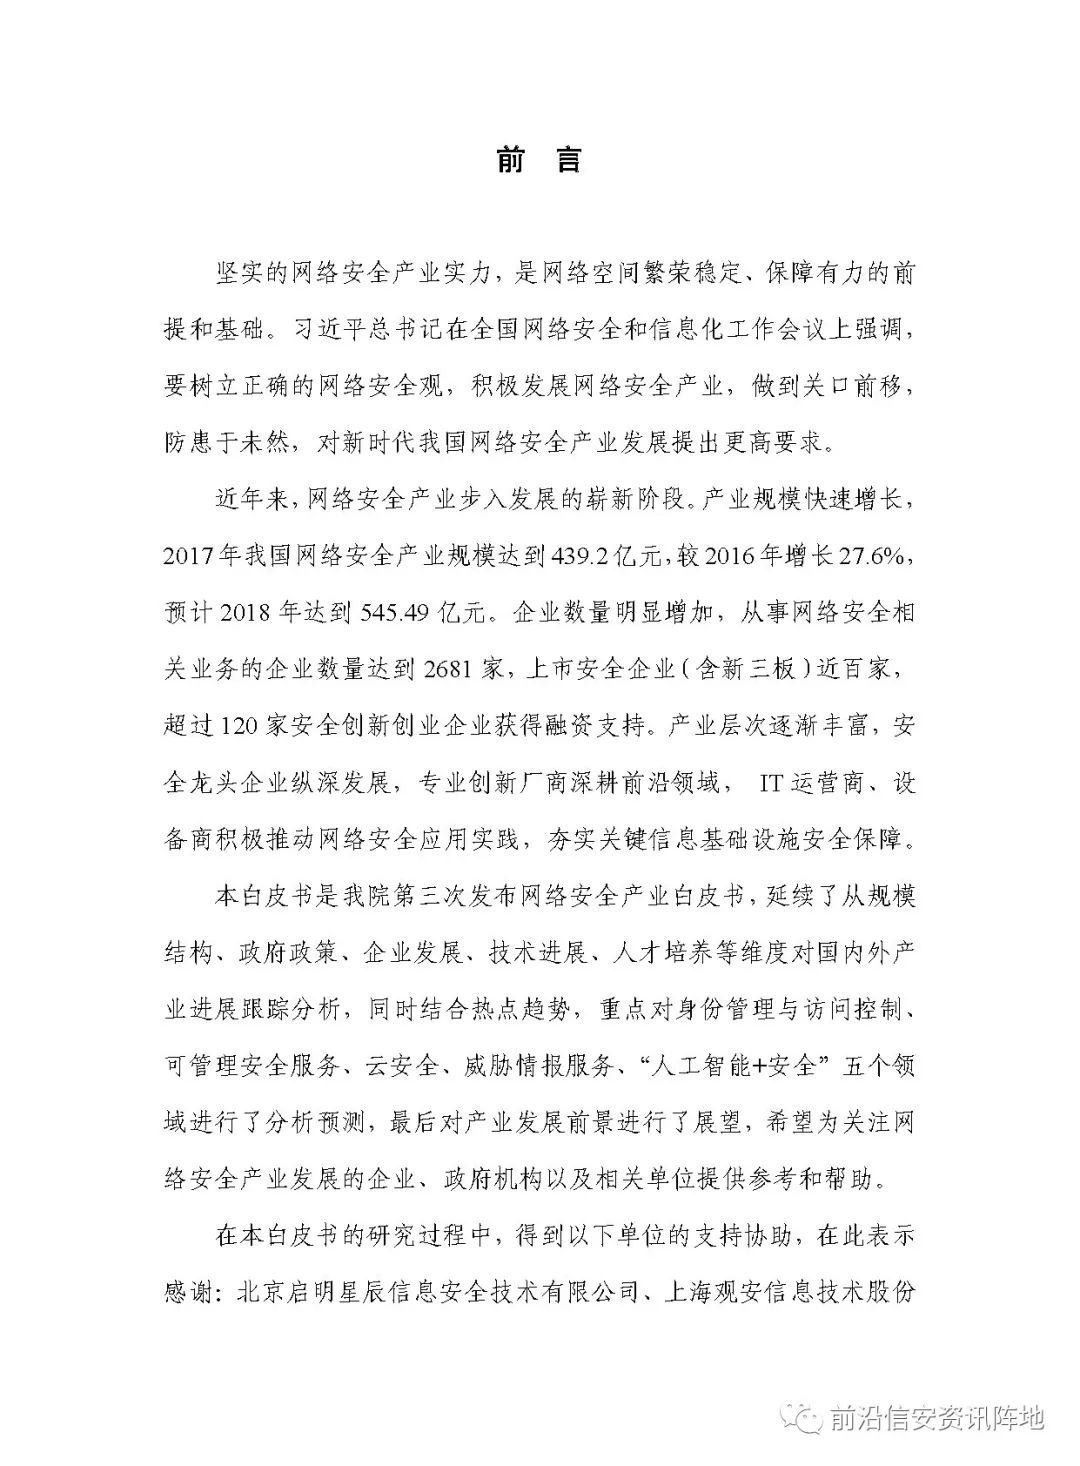 前 言
坚实的网络安全产业实力，是网络空间繁荣稳定、保障有力的前
提和基础。习近平总书记在全国网络安全和信息化工作会议上强调，
要树立正确的网络安全观，积极发展网络安全产业，做到关口前移，
防患于未然，对新时代我国网络安全产业发展提出更高要求。
近年来，网络安全产业步入发展的崭新阶段。产业规模快速增长，
2017年我国网络安全产业规模达到439.2亿元，较2016年增长27.6%，
预计2018年达到545.49亿元。企业数量明显增加，从事网络安全相
关业务的企业数量达到2681家，上市安全企业（含新三板）近百家，
超过120家安全创新创业企业获得融资支持。产业层次逐渐丰富，安
全龙头企业纵深发展，专业创新厂商深耕前沿领域， IT运营商、设
备商积极推动网络安全应用实践，夯实关键信息基础设施安全保障。
本白皮书是我院第三次发布网络安全产业白皮书，延续了从规模
结构、政府政策、企业发展、技术进展、人才培养等维度对国内外产
业进展跟踪分析，同时结合热点趋势，重点对身份管理与访问控制、
可管理安全服务、云安全、威胁情报服务、“人工智能+安全”五个领
域进行了分析预测，最后对产业发展前景进行了展望，希望为关注网
络安全产业发展的企业、政府机构以及相关单位提供参考和帮助。
在本白皮书的研究过程中，得到以下单位的支持协助，在此表示
感谢：北京启明星辰信息安全技术有限公司、上海观安信息技术股份
前沿信安资讯阵地